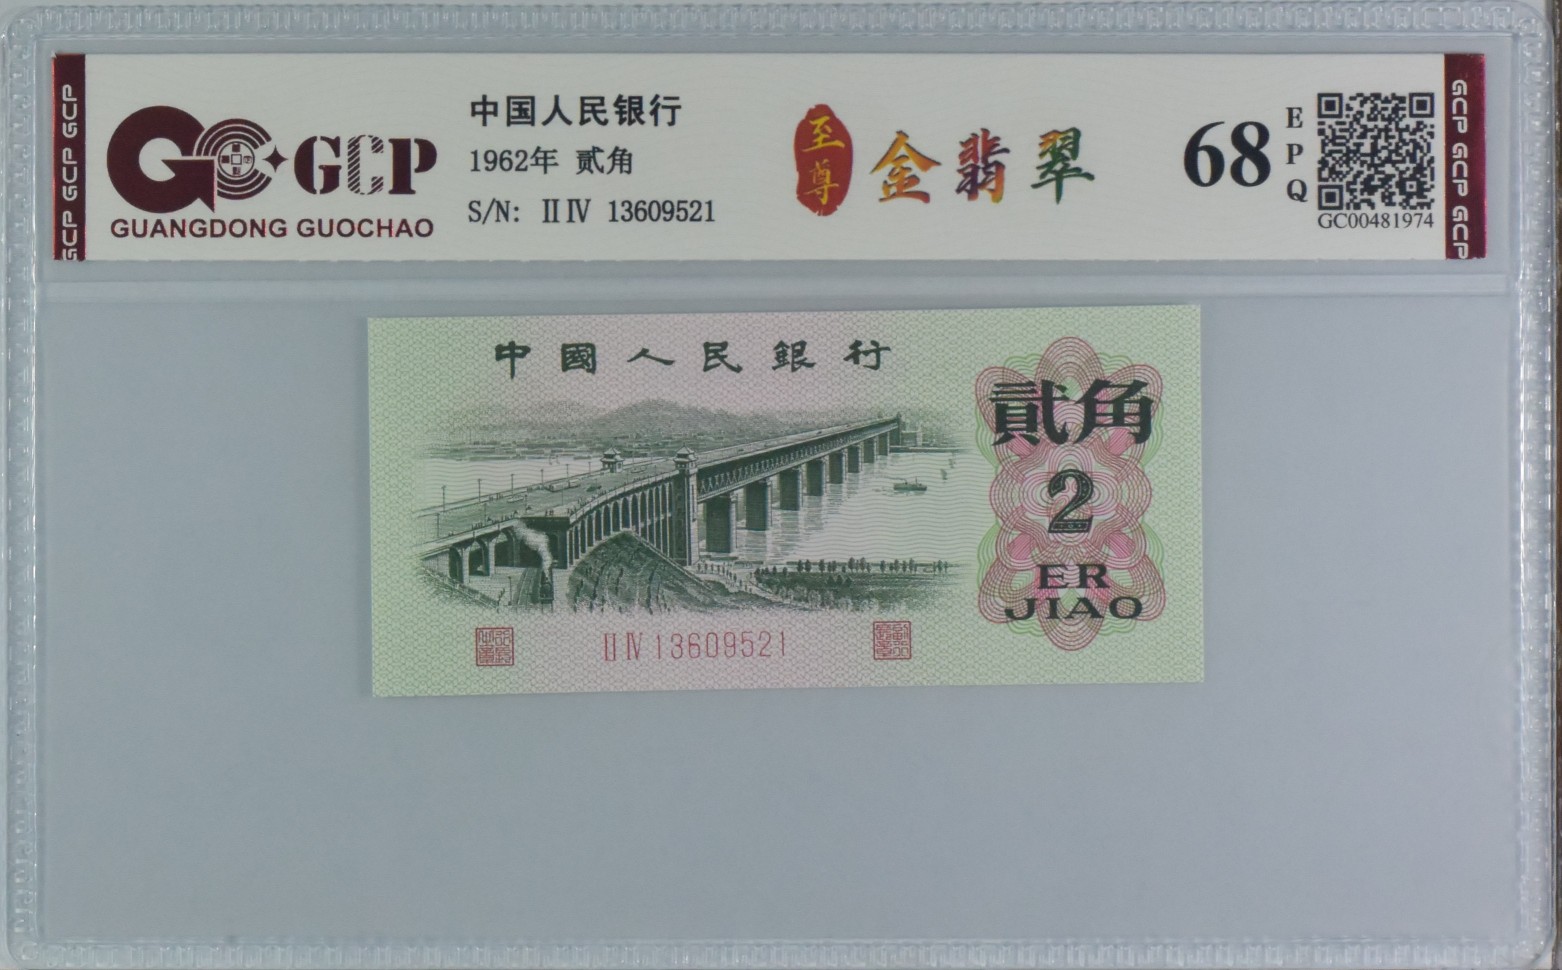 GCP GCP GCP
GCP
GUANGDONG GUOCHAO
中国人民银行
1962年 贰角
S/N: ⅡⅣ 13609521
至尊
金翡翠
68
EPQ
GC00481974
GCP GCP GCP
中國人民銀行
貳角
2
ER
JIAO
ⅡⅣ13609521